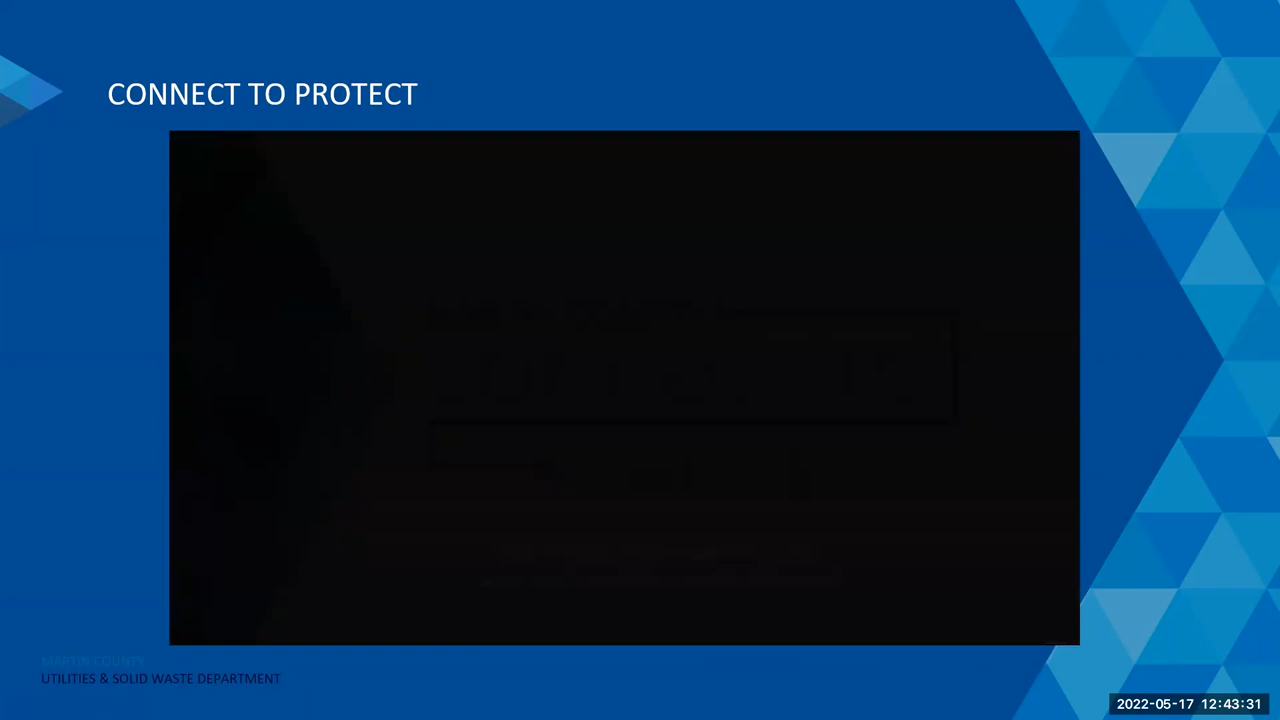 CONNECT TO PROTECT
MARTIN COUNTY
UTILITIES & SOLID WASTE DEPARTMENT
2022-05-17 12:43:31